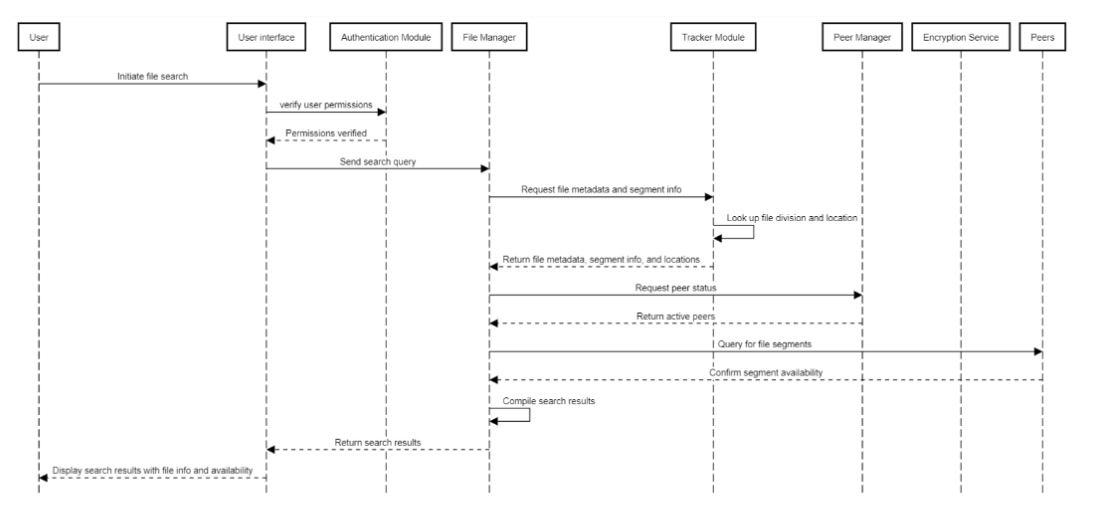 User
User interface
Authentication Module
File Manager
Tracker Module
Peer Manager
Encryption Service
Peers
Initiate file search
verify user permissions
Permissions verified
Send search query
Request file metadata and segment info
Look up file division and location
Return file metadata, segment info, and locations
Request peer status
Return active peers
Query for file segments
Confirm segment availability
Compile search results
Return search results
Display search results with file info and availability